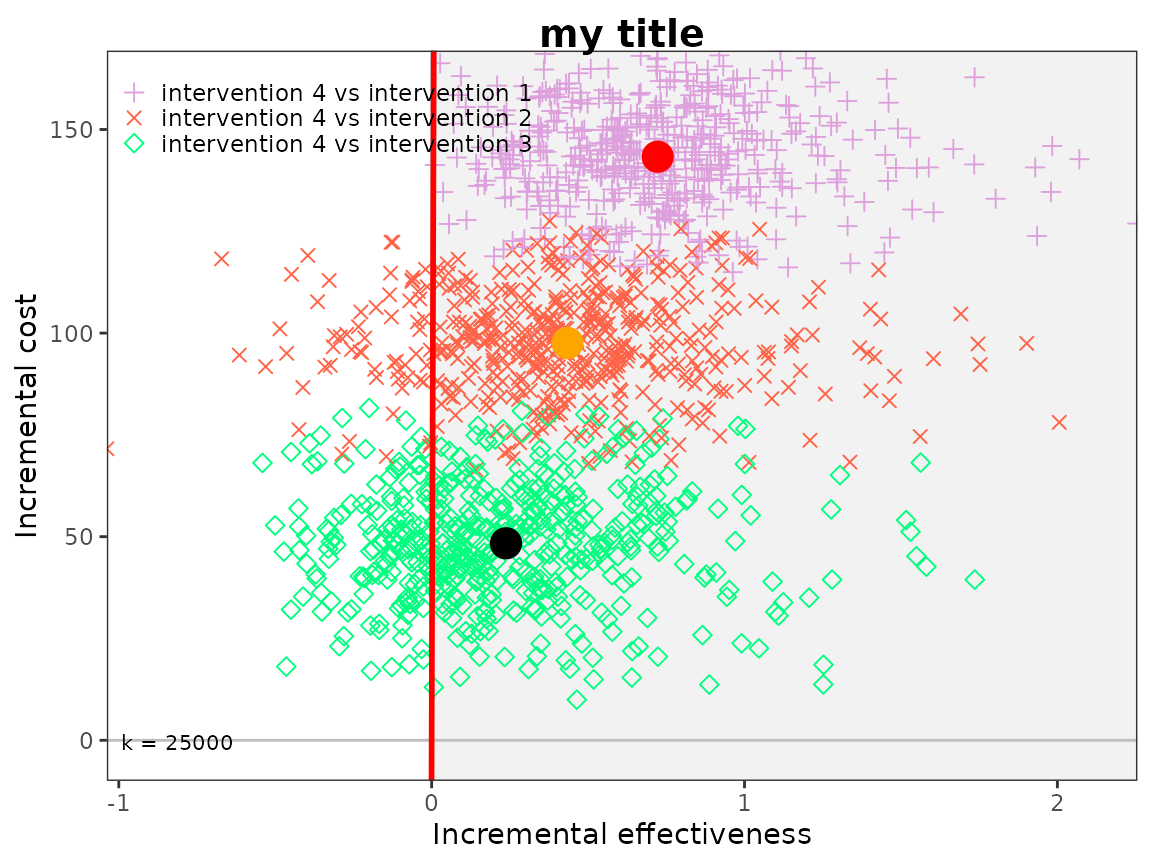 my title
intervention 4 vs intervention 1
intervention 4 vs intervention 2
intervention 4 vs intervention 3
Incremental cost
150
100
50
0
k = 25000
-1
0
1
2
Incremental effectiveness